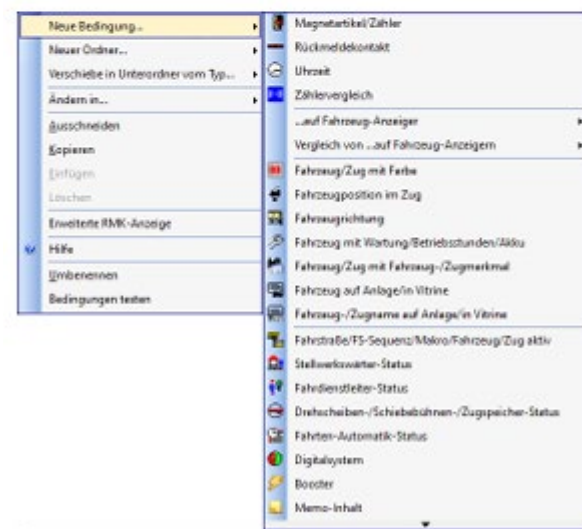 Neue Bedingung...
Neuer Ordner...
Verschiebe in Unterordner vom Typ...
Ändern in...
Ausschneiden
Kopieren
Einfügen
Löschen
Erweiterte RMK-Anzeige
Hilfe
Umbenennen
Bedingungen testen
Magnetartikel/Zähler
Rückmeldekontakt
Uhrzeit
Zählervergleich
...auf Fahrzeug-Anzeiger
Vergleich von ...auf Fahrzeug-Anzeigern
Fahrzeug/Zug mit Farbe
Fahrzeugposition im Zug
Fahrzeugrichtung
Fahrzeug mit Wartung/Betriebsstunden/Akku
Fahrzeug/Zug mit Fahrzeug-/Zugmerkmal
Fahrzeug auf Anlage/in Vitrine
Fahrzeug-/Zugname auf Anlage/in Vitrine
Fahrstraße/FS-Sequenz/Makro/Fahrzeug/Zug aktiv
Stellwerkswärter-Status
Fahrdienstleiter-Status
Drehscheiben-/Schiebebühnen-/Zugspeicher-Status
Fahrten-Automatik-Status
Digitalsystem
Booster
Memo-Inhalt